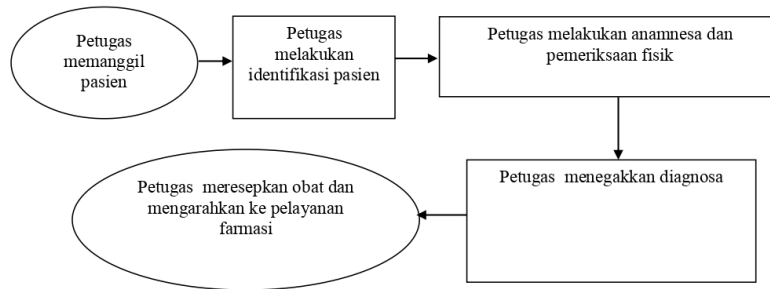 Petugas
memanggil
pasien
Petugas
melakukan
identifikasi pasien
Petugas melakukan anamnesa dan
pemeriksaan fisik
Petugas  menegakkan diagnosa
Petugas  meresepkan obat dan
mengarahkan ke pelayanan
farmasi